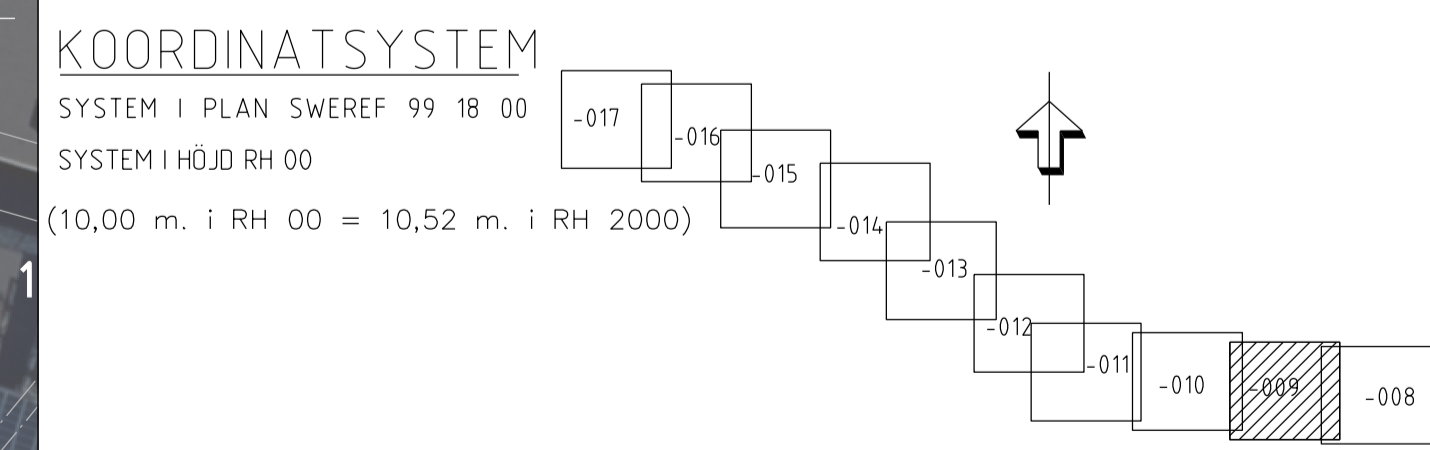 KOORDINATSYSTEM
SYSTEM I PLAN SWEREF 99 18 00
SYSTEM I HÖJD RH 00
(10,00 m. i RH 00 = 10,52 m. i RH 2000)
1
-017
-016
-015
-014
-013
-012
-011
-010
-009
-008